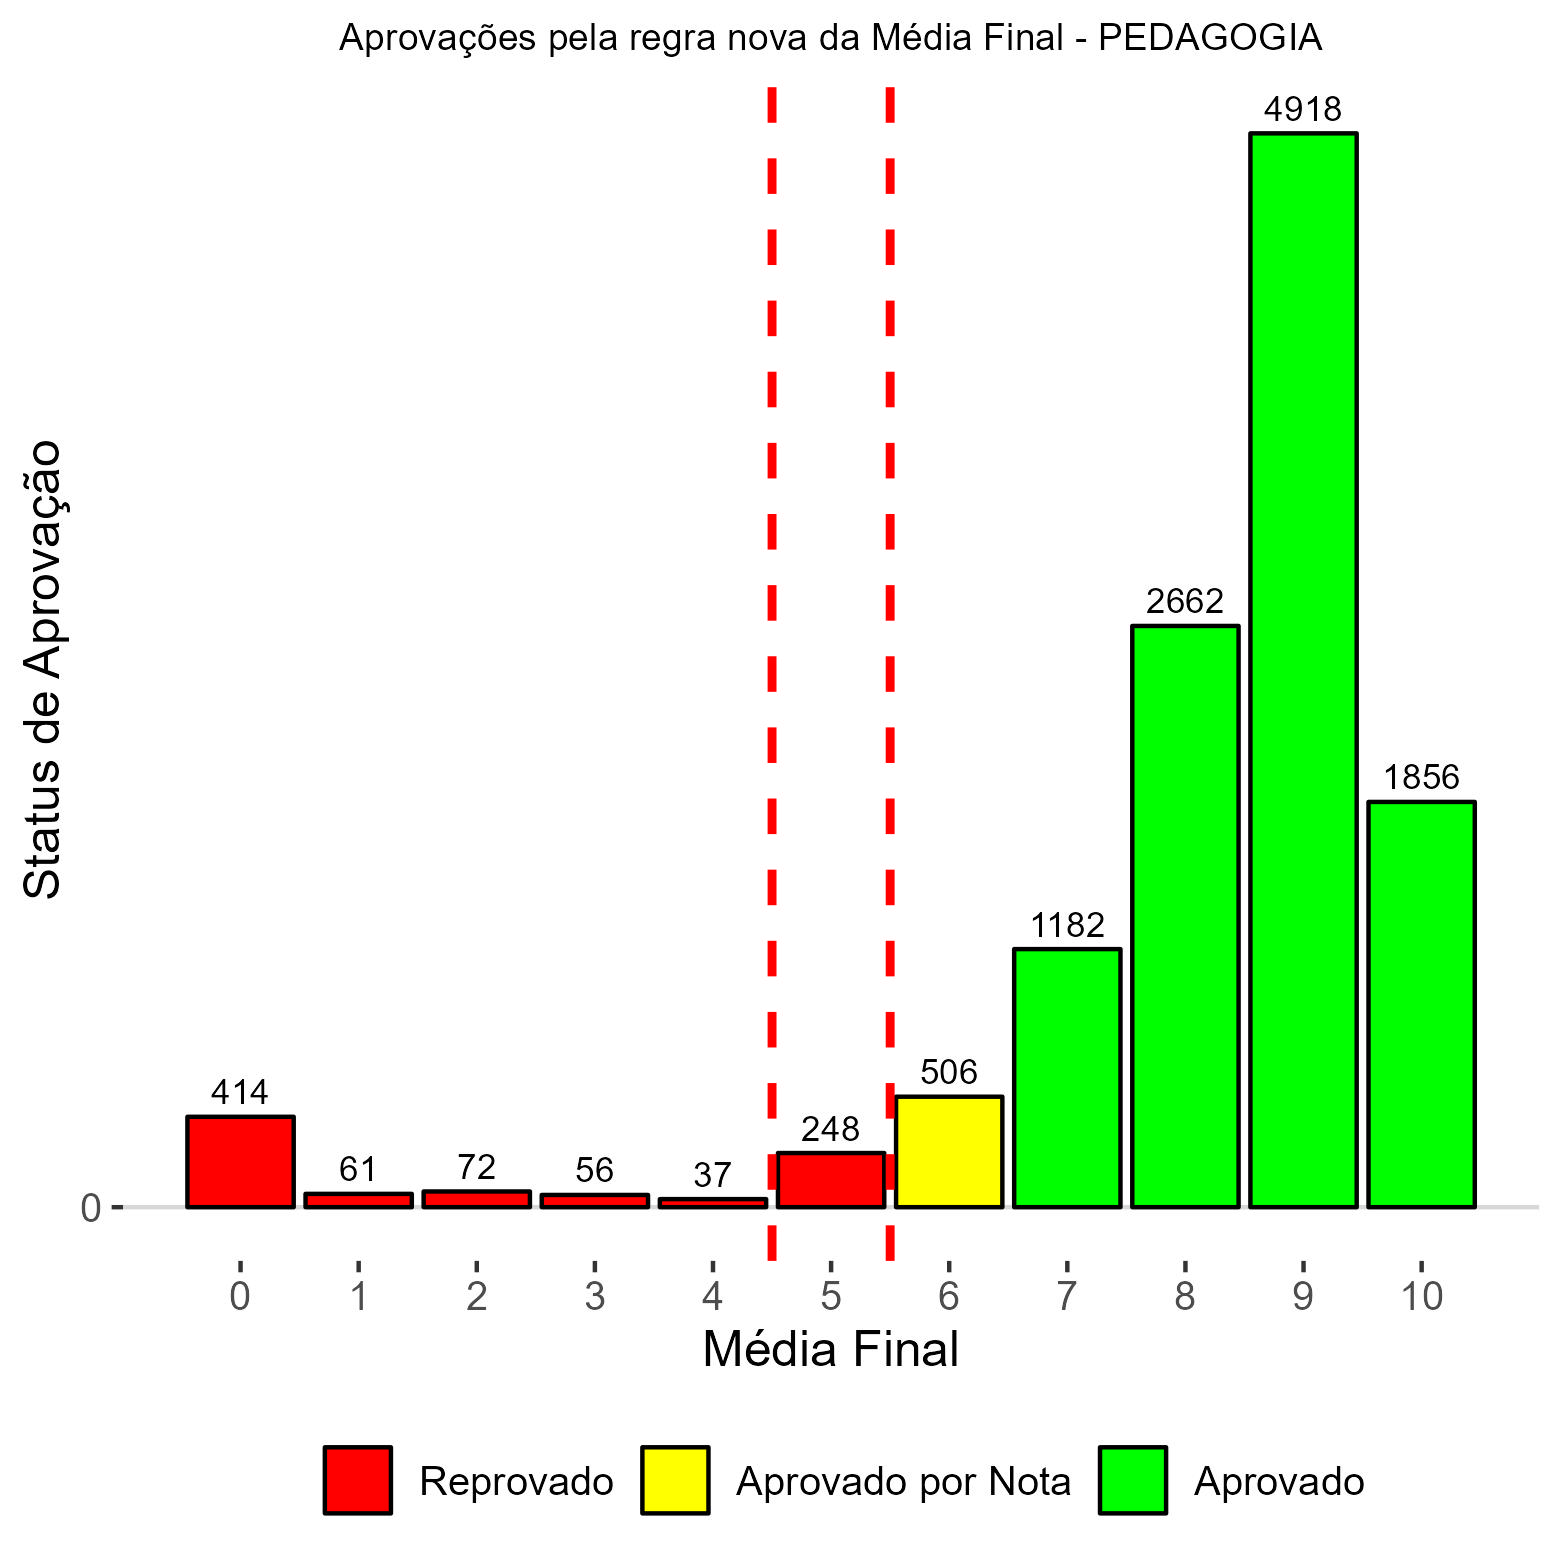 Aprovações pela regra nova da Média Final - PEDAGOGIA
Status de Aprovação
4918
2662
1856
1182
506
414
248
61
72
56
37
0
0 1 2 3 4 5 6 7 8 9 10
Média Final
Reprovado Aprovado por Nota Aprovado